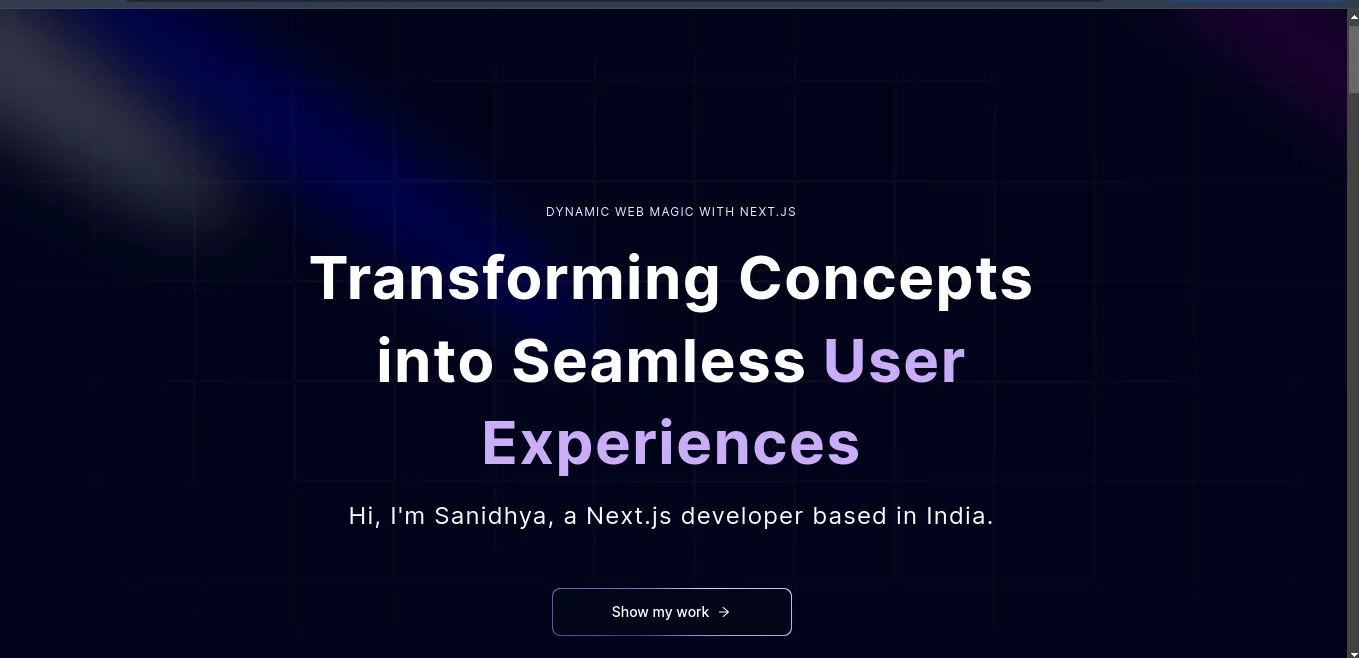 DYNAMIC WEB MAGIC WITH NEXT.JS
Transforming Concepts
into Seamless User
Experiences
Hi, I'm Sanidhya, a Next.js developer based in India.
Show my work →